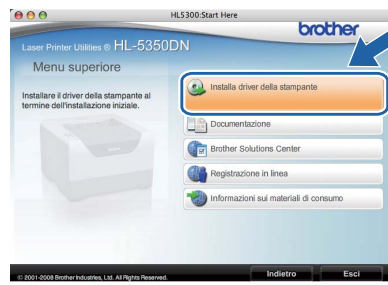 HL5300:Start Here
brother
Laser Printer Utilities ® HL-5350DN
Menu superiore
Installare il driver della stampante al
termine dell'installazione iniziale.
Installa driver della stampante
Documentazione
Brother Solutions Center
Registrazione in linea
Informazioni sui materiali di consumo
© 2001-2008 Brother Industries, Ltd. All Rights Reserved.
Indietro
Esci